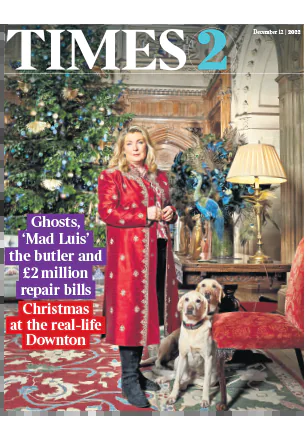 TIMES 2
December 12 | 2022
Ghosts,
‘Mad Luis’
the butler and
£2 million
repair bills
Christmas
at the real-life
Downton